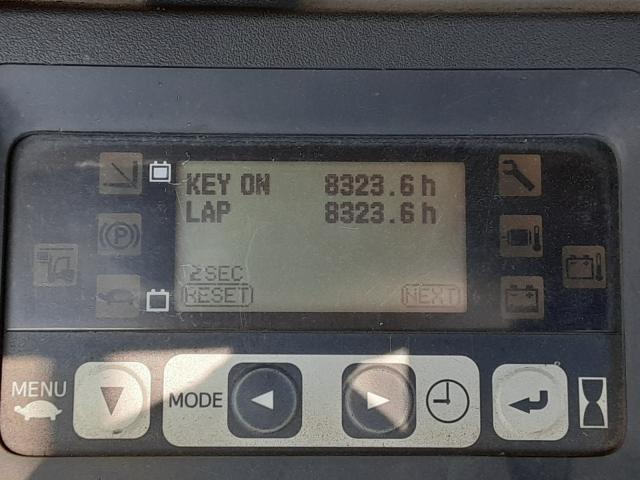 KEY ON 8323.6 h
LAP 8323.6 h
2SEC
RESET NEXT
P
MENU
MODE